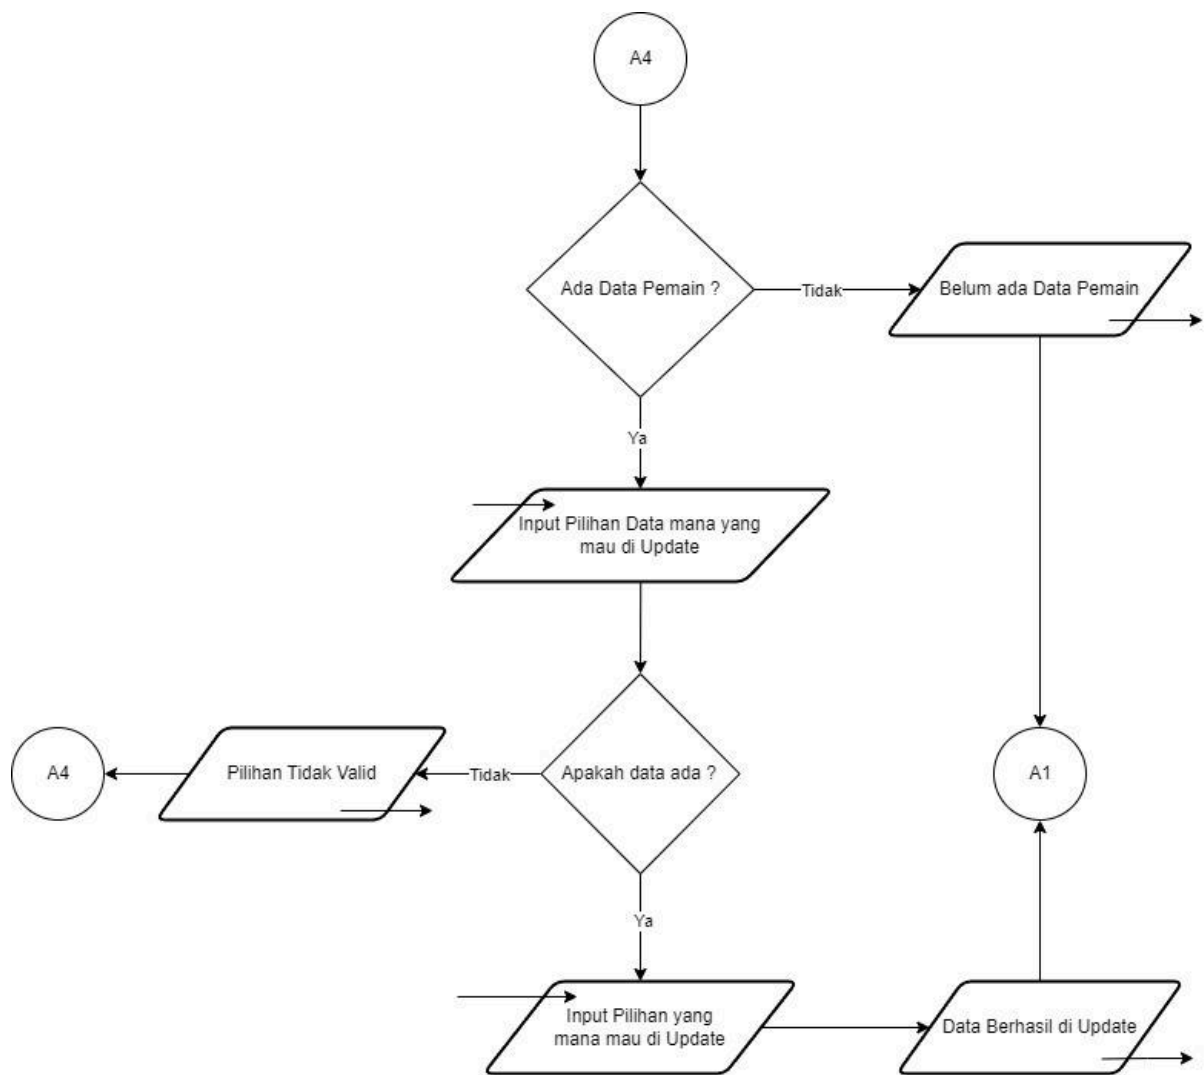 A4
Ada Data Pemain ?
Tidak
Belum ada Data Pemain
Ya
Input Pilihan Data mana yang
mau di Update
A4
Pilihan Tidak Valid
Tidak
Apakah data ada ?
A1
Ya
Input Pilihan yang
mana mau di Update
Data Berhasil di Update